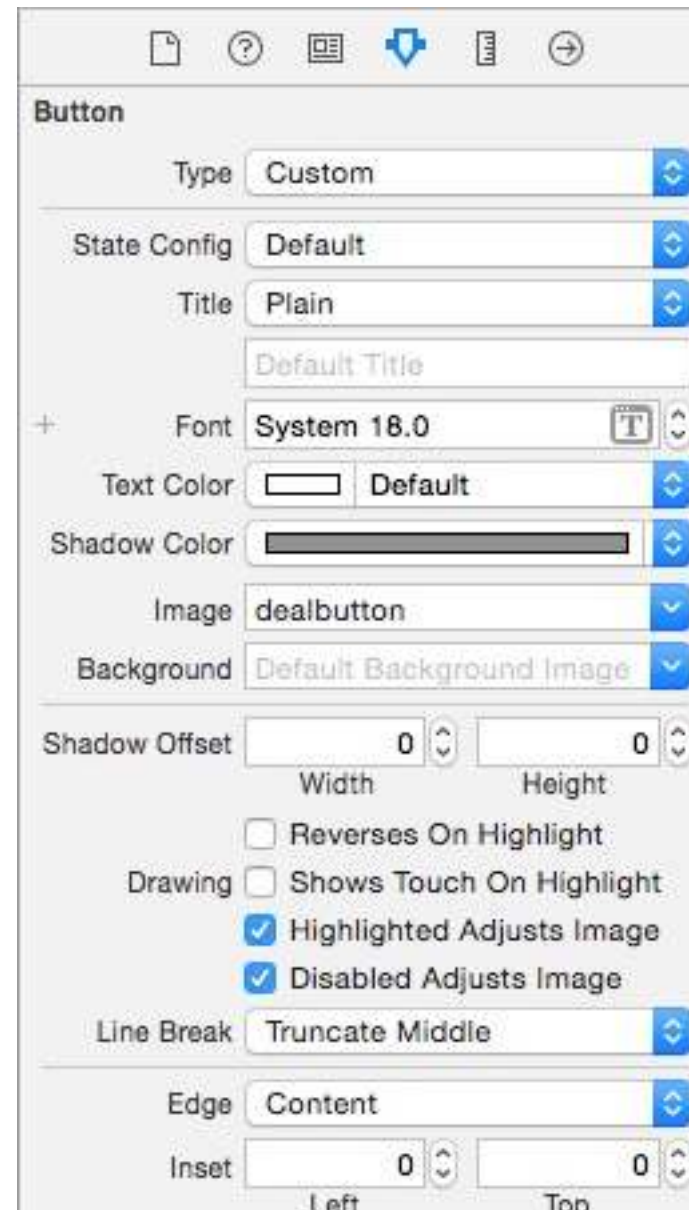 Button
Type Custom
State Config Default
Title Plain
Default Title
+ Font System 18.0 T
Text Color Default
Shadow Color
Image dealbutton
Background Default Background Image
Shadow Offset 0 0
Width Height
Reverses On Highlight
Drawing Shows Touch On Highlight
Highlighted Adjusts Image
Disabled Adjusts Image
Line Break Truncate Middle
Edge Content
Inset 0 0
Left Top